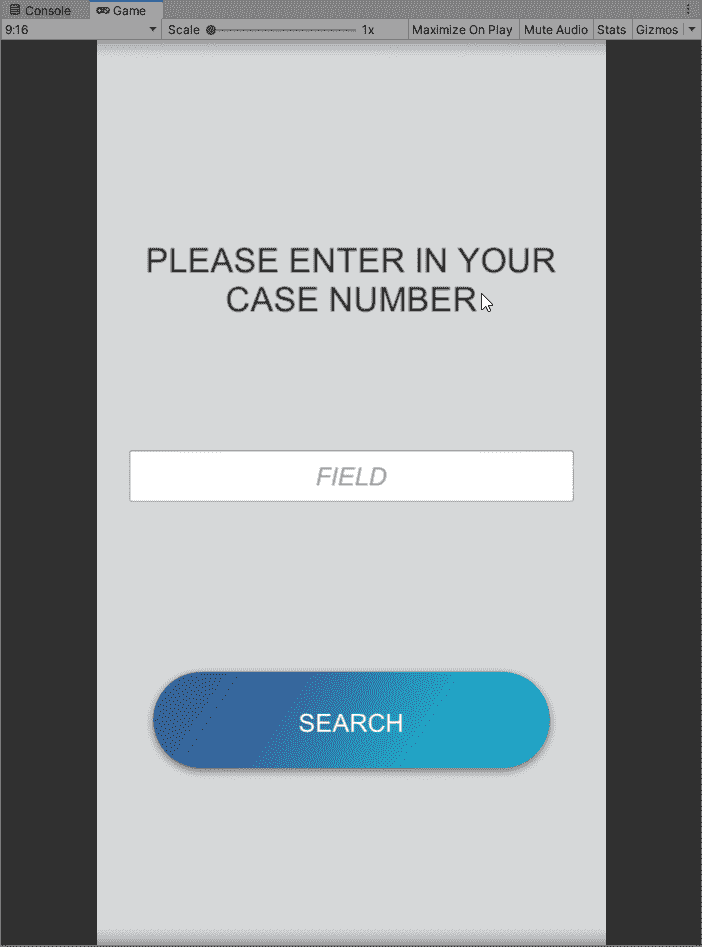 Console Game
9:16 Scale 1x Maximize On Play Mute Audio Stats Gizmos
PLEASE ENTER IN YOUR
CASE NUMBER
FIELD
SEARCH